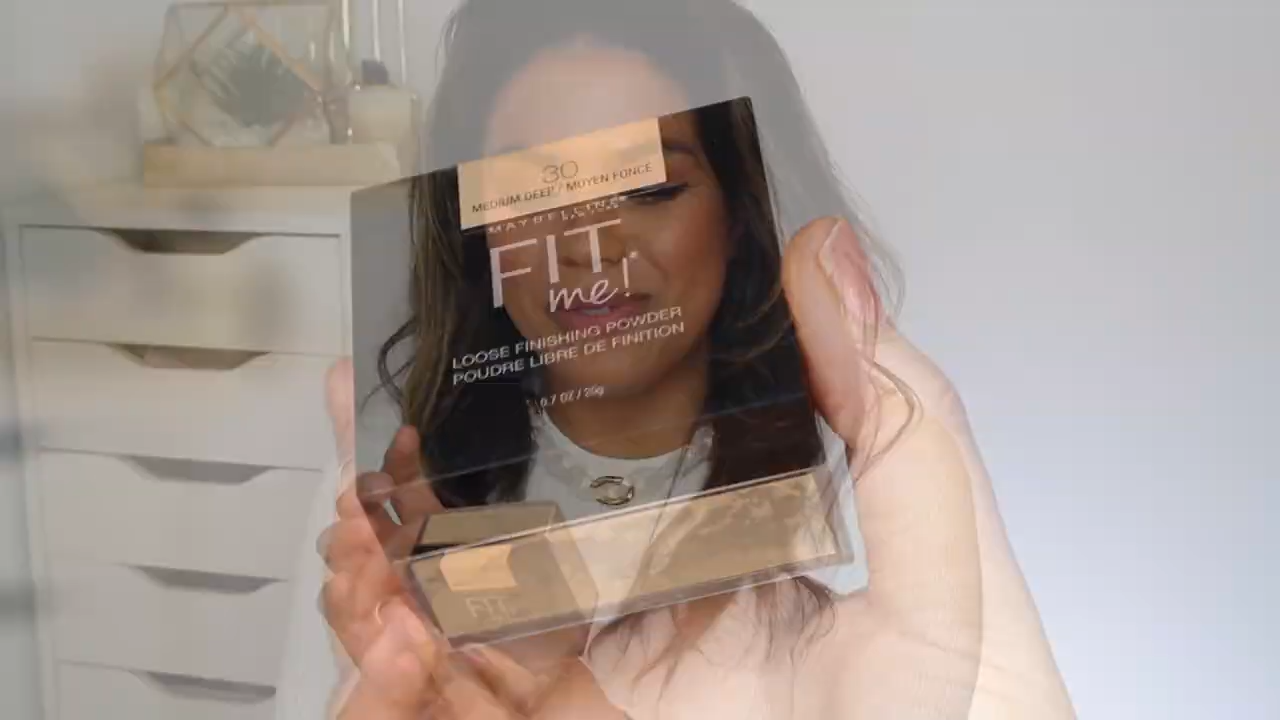 30
MEDIUM DEEP / MOYEN FONCÉ
MAYBELLINE
FIT
me!
LOOSE FINISHING POWDER
POUDRE LIBRE DE FINITION
0.7 OZ / 20g
FIT